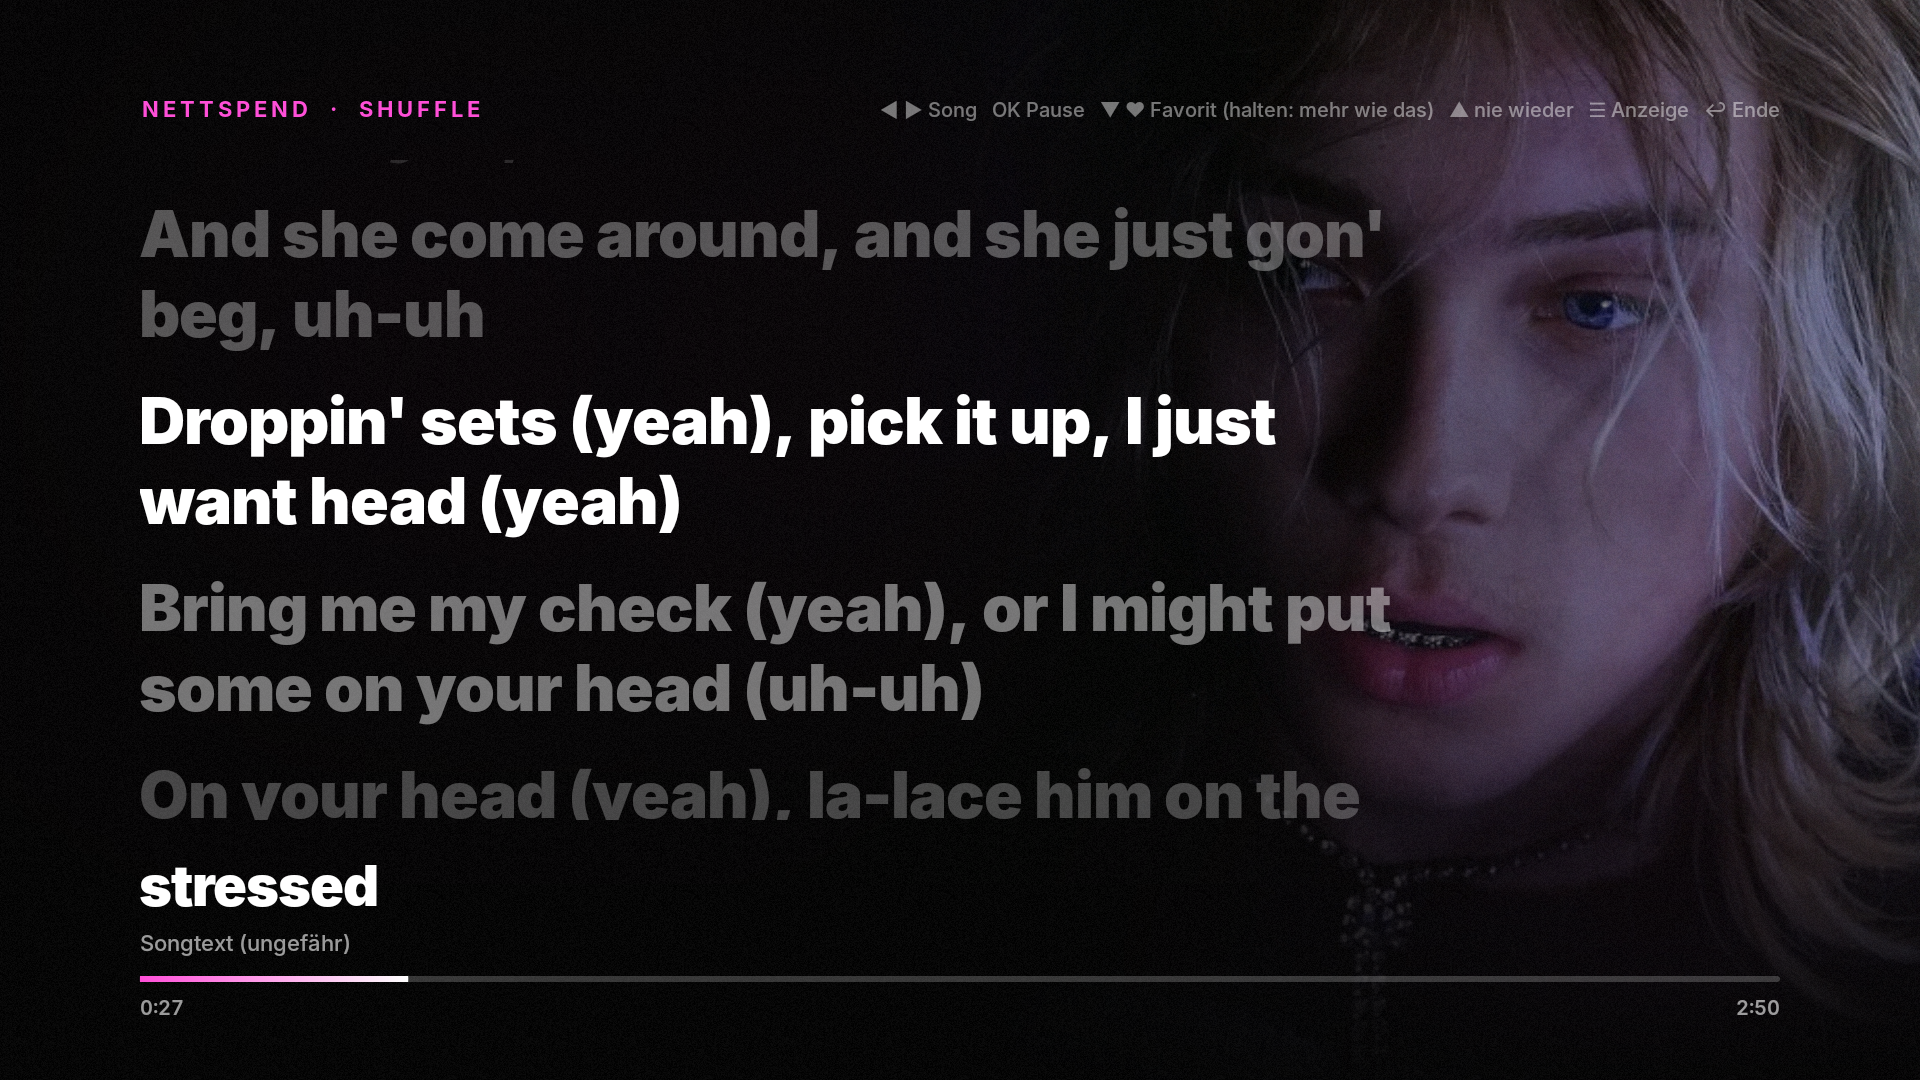 NETTSPEND · SHUFFLE
◀ ▶ Song OK Pause ▼ ♥ Favorit (halten: mehr wie das) ▲ nie wieder ☰ Anzeige ↩ Ende
And she come around, and she just gon'
beg, uh-uh
Droppin' sets (yeah), pick it up, I just
want head (yeah)
Bring me my check (yeah), or I might put
some on your head (uh-uh)
On your head (yeah), la-lace him on the
stressed
Songtext (ungefähr)
0:27
2:50